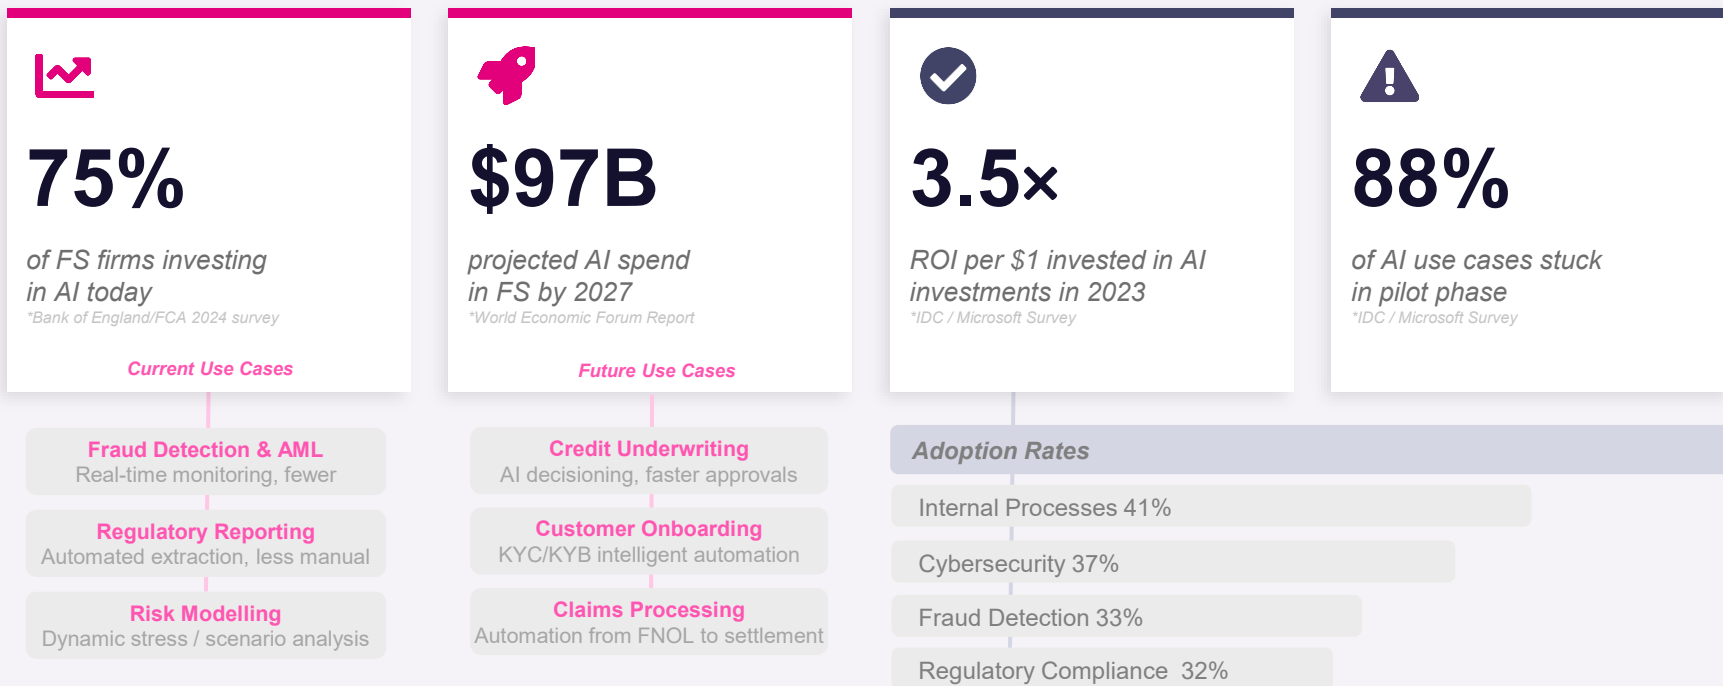 75%
of FS firms investing
in AI today
*Bank of England/FCA 2024 survey
Current Use Cases
Fraud Detection & AML
Real-time monitoring, fewer
Regulatory Reporting
Automated extraction, less manual
Risk Modelling
Dynamic stress / scenario analysis
$97B
projected AI spend
in FS by 2027
*World Economic Forum Report
Future Use Cases
Credit Underwriting
AI decisioning, faster approvals
Customer Onboarding
KYC/KYB intelligent automation
Claims Processing
Automation from FNOL to settlement
3.5×
ROI per $1 invested in AI
investments in 2023
*IDC / Microsoft Survey
88%
of AI use cases stuck
in pilot phase
*IDC / Microsoft Survey
Adoption Rates
Internal Processes 41%
Cybersecurity 37%
Fraud Detection 33%
Regulatory Compliance 32%